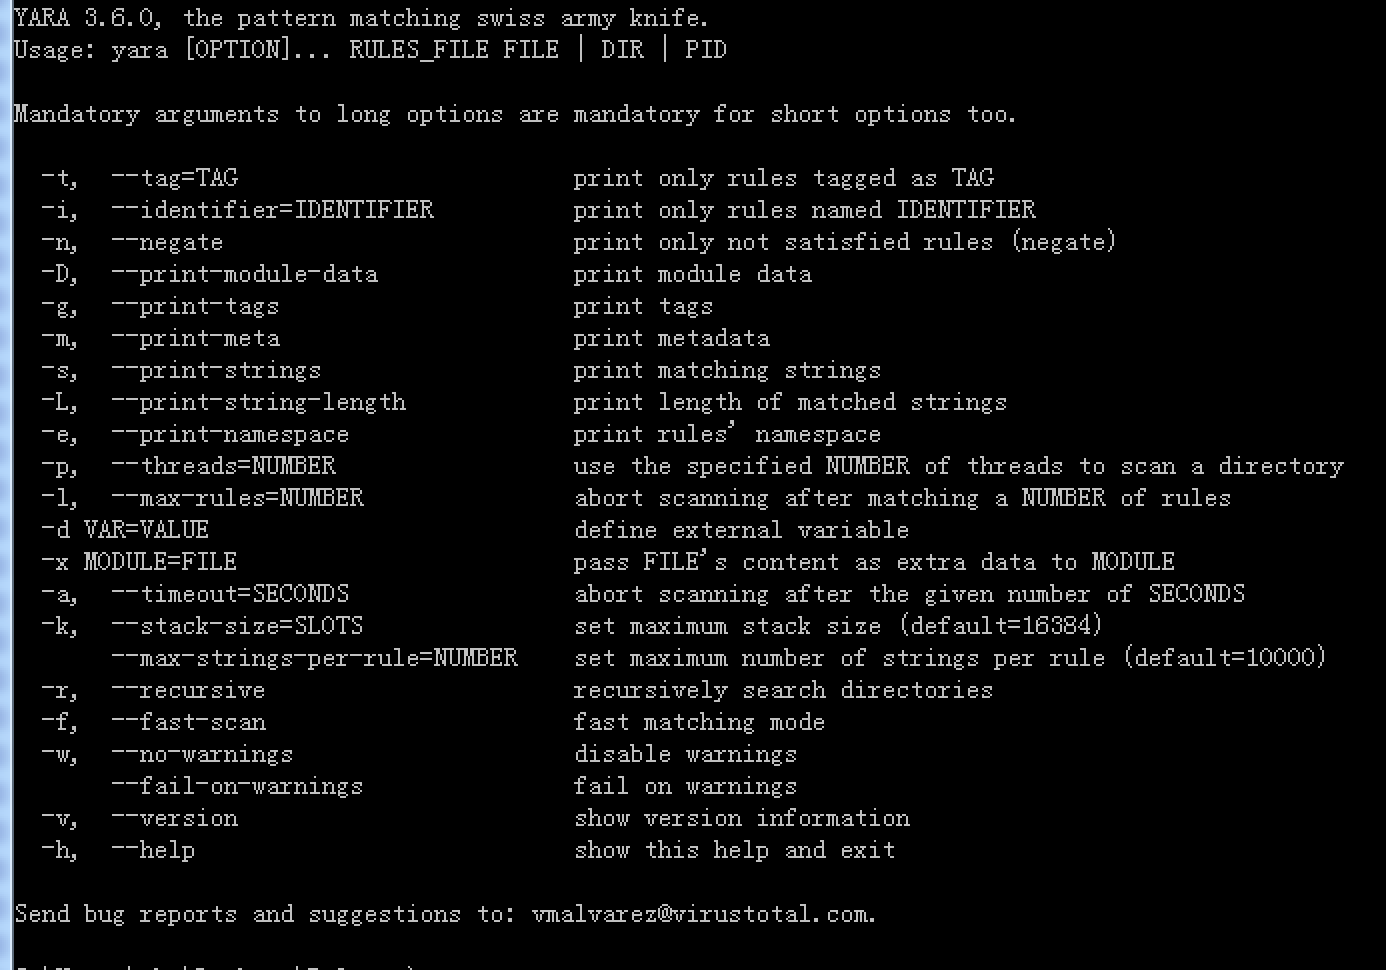 YARA 3.6.0, the pattern matching swiss army knife.
Usage: yara [OPTION]... RULES_FILE FILE | DIR | PID
Mandatory arguments to long options are mandatory for short options too.
-t, --tag=TAG print only rules tagged as TAG
-i, --identifier=IDENTIFIER print only rules named IDENTIFIER
-n, --negate print only not satisfied rules (negate)
-D, --print-module-data print module data
-g, --print-tags print tags
-m, --print-meta print metadata
-s, --print-strings print matching strings
-L, --print-string-length print length of matched strings
-e, --print-namespace print rules' namespace
-p, --threads=NUMBER use the specified NUMBER of threads to scan a directory
-l, --max-rules=NUMBER abort scanning after matching a NUMBER of rules
-d VAR=VALUE define external variable
-x MODULE=FILE pass FILE's content as extra data to MODULE
-a, --timeout=SECONDS abort scanning after the given number of SECONDS
-k, --stack-size=SLOTS set maximum stack size (default=16384)
--max-strings-per-rule=NUMBER set maximum number of strings per rule (default=10000)
-r, --recursive recursively search directories
-f, --fast-scan fast matching mode
-w, --no-warnings disable warnings
--fail-on-warnings fail on warnings
-v, --version show version information
-h, --help show this help and exit
Send bug reports and suggestions to: vmalvarez@virustotal.com.